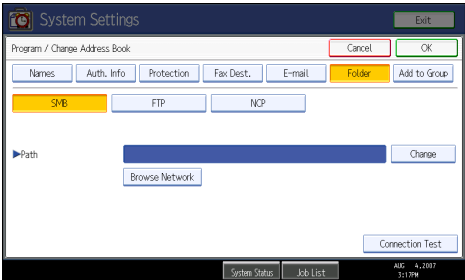 System Settings
Exit
Program / Change Address Book
Cancel
OK
Names
Auth. Info
Protection
Fax Dest.
E-mail
Folder
Add to Group
SMB
FTP
NCP
▶Path
Change
Browse Network
Connection Test
System Status
Job List
AUG 4,2007
3:17PM